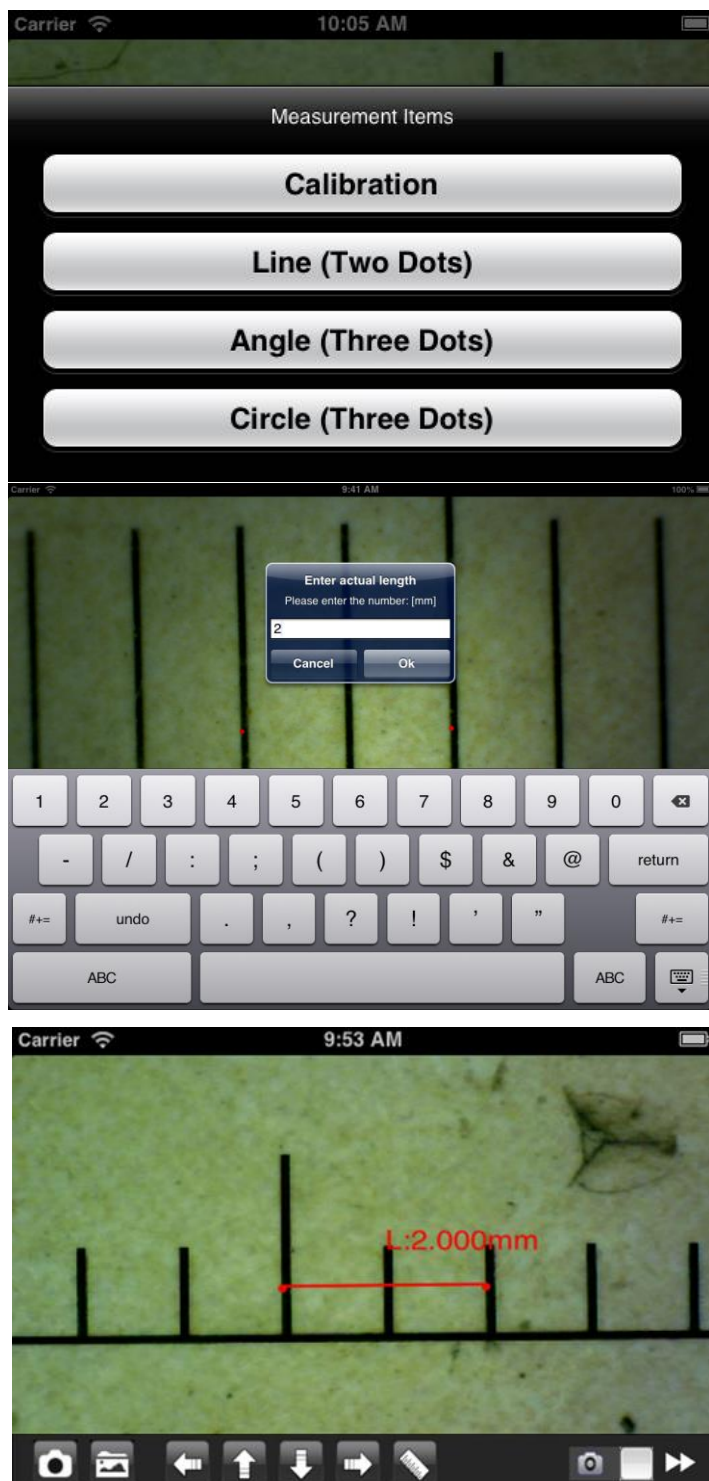 Carrier 10:05 AM
Measurement Items
Calibration
Line (Two Dots)
Angle (Three Dots)
Circle (Three Dots)
Carrier 9:41 AM 100%
Enter actual length
Please enter the number: [mm]
2
Cancel Ok
1 2 3 4 5 6 7 8 9 0
- / : ; ( ) $ & @ return
#+= undo . , ? ! ' " #+=
ABC ABC
Carrier 9:53 AM
L:2.000mm